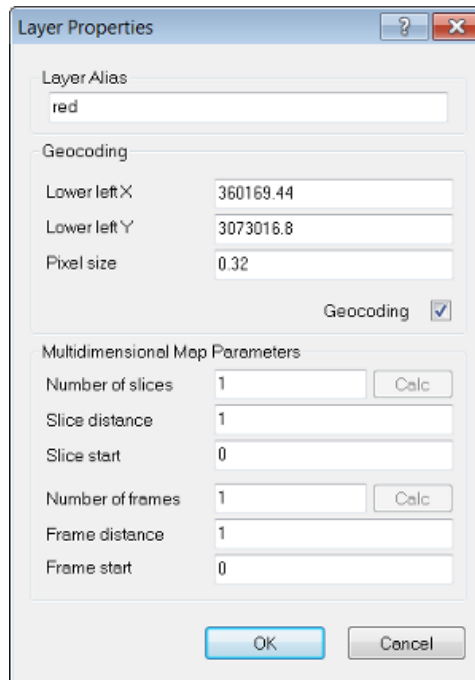 Layer Properties
?
Layer Alias
red
Geocoding
Lower left X 360169.44
Lower left Y 3073016.8
Pixel size 0.32
Geocoding
Multidimensional Map Parameters
Number of slices 1 Calc
Slice distance 1
Slice start 0
Number of frames 1 Calc
Frame distance 1
Frame start 0
OK Cancel